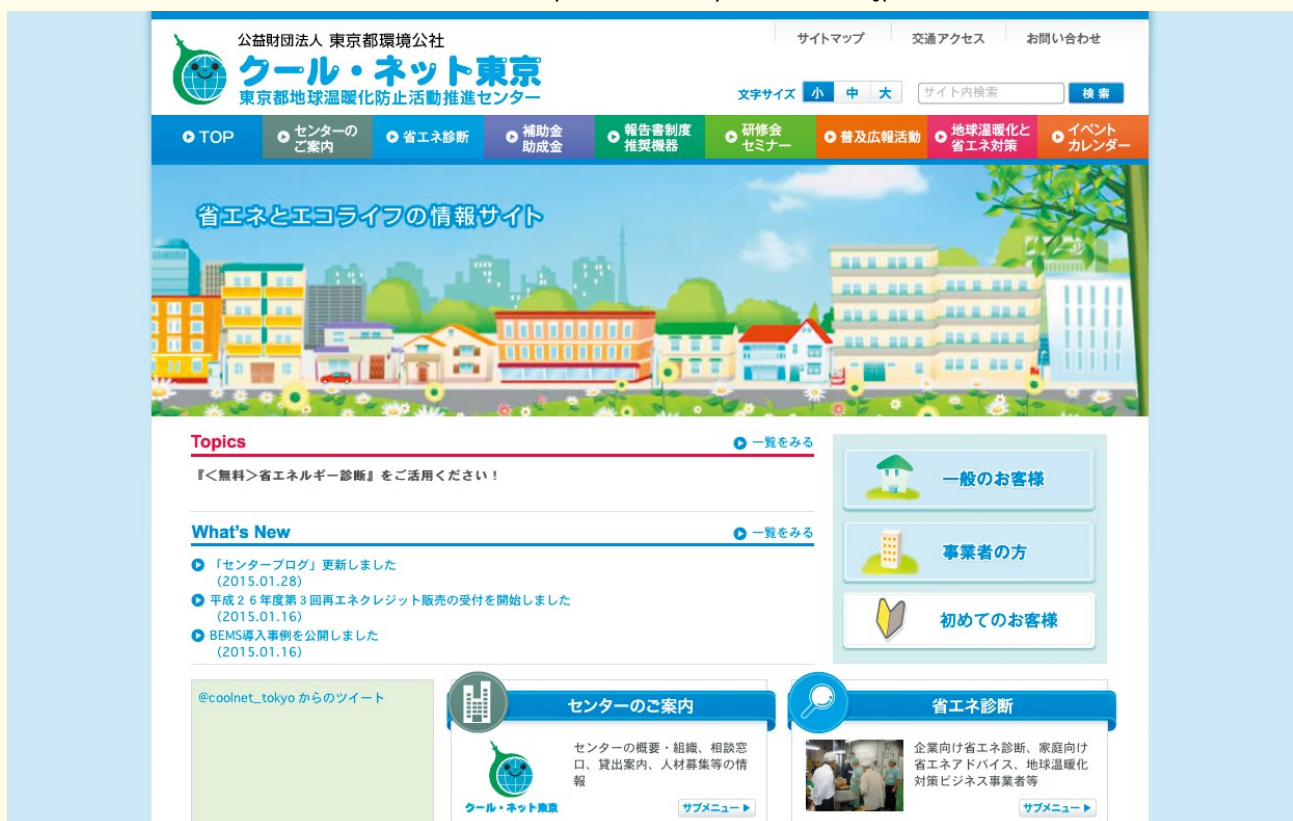 公益財団法人 東京都環境公社
クール・ネット東京
東京都地球温暖化防止活動推進センター
サイトマップ
交通アクセス
お問い合わせ
文字サイズ 小 中 大
サイト内検索
検索
TOP
センターの
ご案内
省エネ診断
補助金
助成金
報告書制度
推奨機器
研修会
セミナー
普及広報活動
地球温暖化と
省エネ対策
イベント
カレンダー
省エネとエコライフの情報サイト
Topics
一覧をみる
『<無料>省エネルギー診断』をご活用ください!
What's New
一覧をみる
「センターブログ」更新しました
(2015.01.28)
平成26年度第3回再エネクレジット販売の受付を開始しました
(2015.01.16)
BEMS導入事例を公開しました
(2015.01.16)
一般のお客様
事業者の方
初めてのお客様
@coolnet_tokyo からのツイート
センターのご案内
クール・ネット東京
センターの概要・組織、相談窓
口、貸出案内、人材募集等の情
報
サブメニュー
省エネ診断
企業向け省エネ診断、家庭向け
省エネアドバイス、地球温暖化
対策ビジネス事業者等
サブメニュー